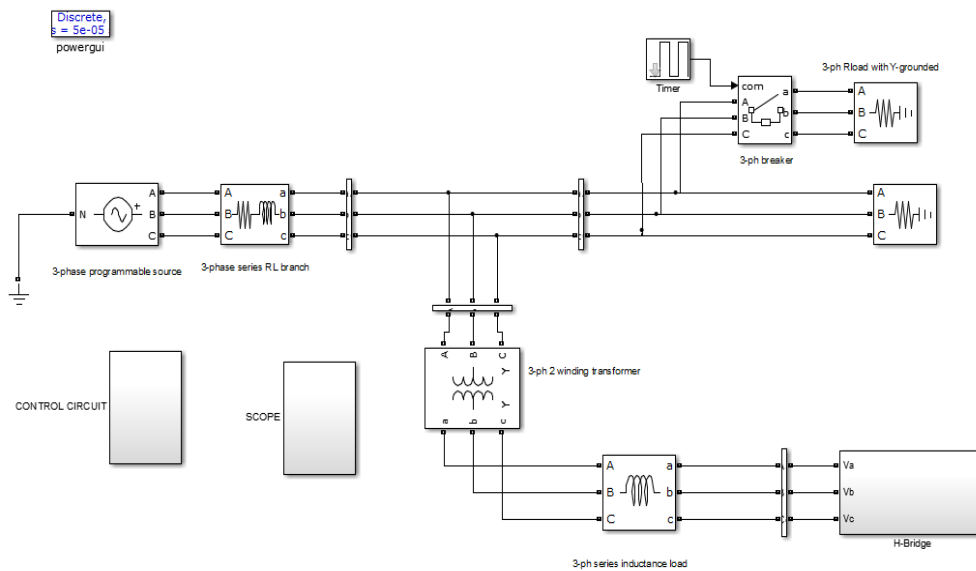 Discrete,
s = 5e-05
powergui
Timer
com
A
B
C
a
b
c
3-ph breaker
3-ph Rload with Y-grounded
A
B
C
N
A
B
C
+
3-phase programmable source
A
B
C
a
b
c
3-phase series RL branch
A
B
C
A
B
C
Y
Y
a
b
c
3-ph 2 winding transformer
CONTROL CIRCUIT
SCOPE
A
B
C
a
b
c
3-ph series inductance load
Va
Vb
Vc
H-Bridge